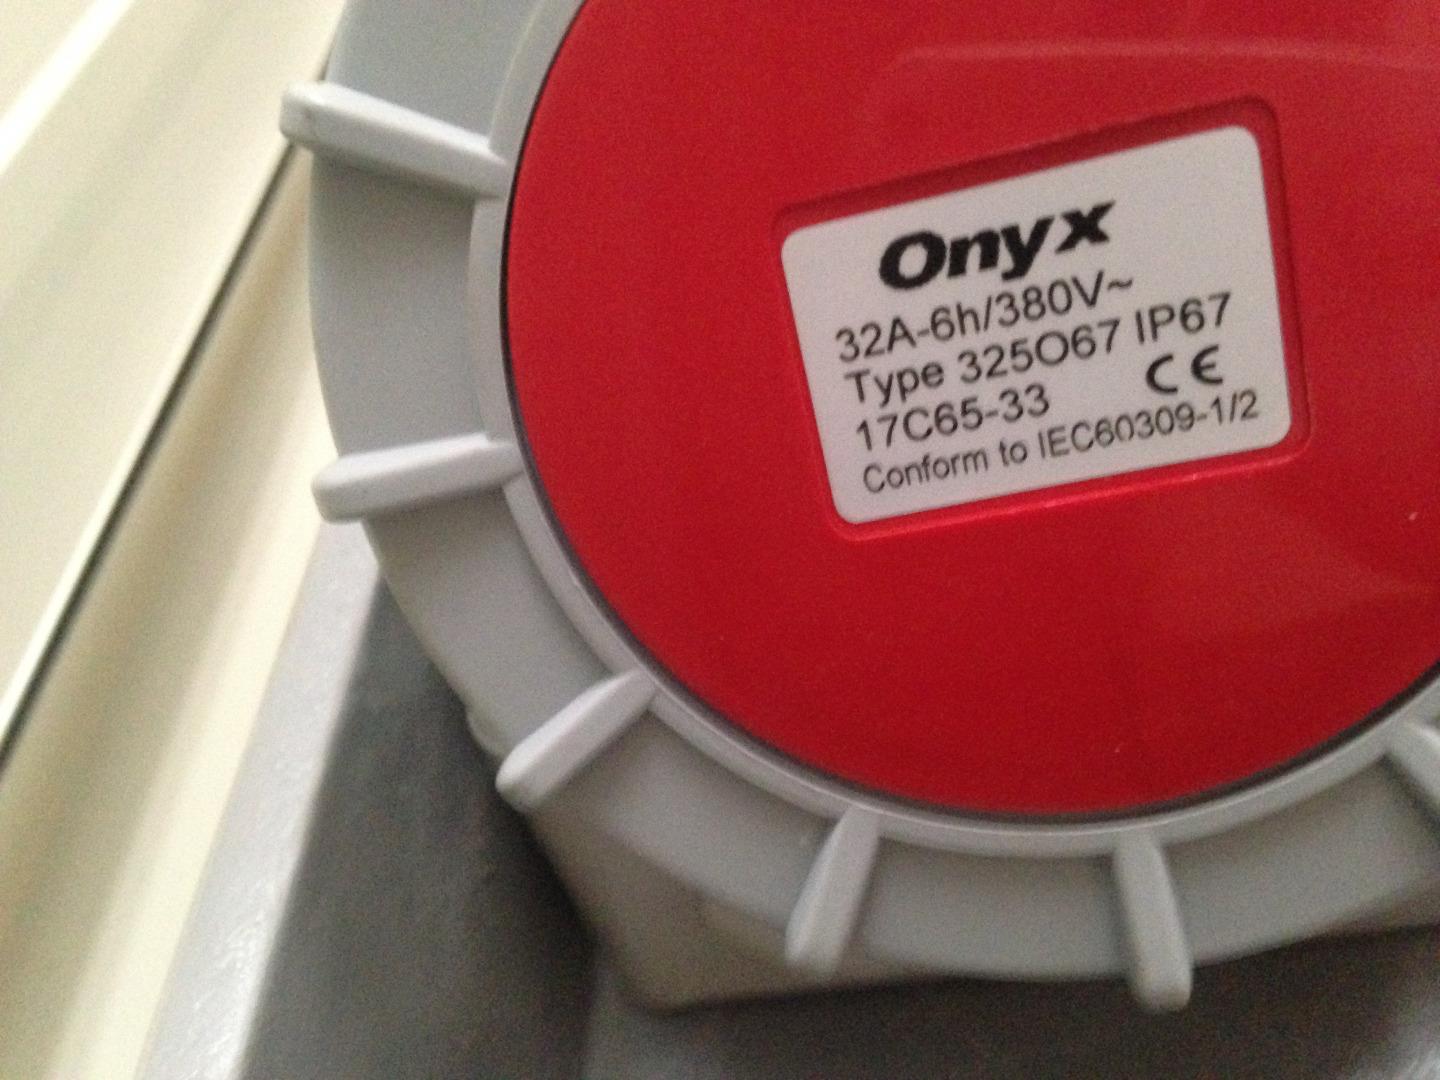 Onyx
32A-6h/380V~
Type 325O67 IP67
17C65-33 CE
Conform to IEC60309-1/2